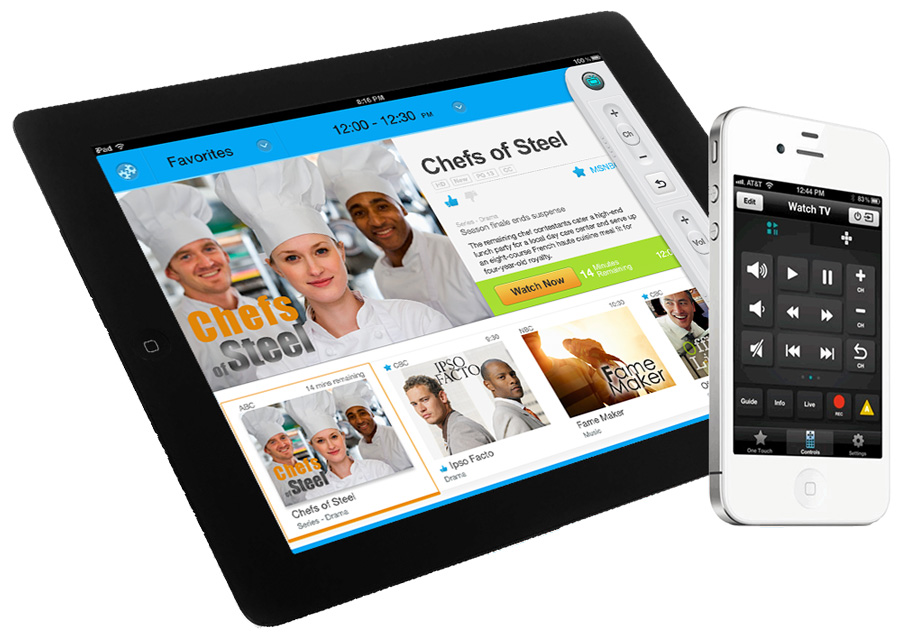 iPad
8:16 PM
100 %
Favorites
12:00 - 12:30 PM
Chefs of Steel
HD New PG 13 CC
MSNB
Series - Drama
Season finale ends suspense
The remaining chef contestants cater a high-end
lunch party for a local day care center and serve up
an eight-course French haute cuisine meal fit for
four-year-old royalty.
Watch Now
14 Minutes
Remaining
12:0
Chefs
of Steel
+
Ch
-
+
Vol
ABC
14 mins remaining
Chefs
of Steel
Chefs of Steel
Series - Drama
CBC
9:30
IPSO
FACTO
Ipso Facto
Drama
NBC
10:30
Fame
Maker
Fame Maker
Music
CBC
AT&T
12:44 PM
83%
Edit
Watch TV
+
CH
-
CH
CH
Guide
Info
Live
REC
One Touch
Controls
Settings